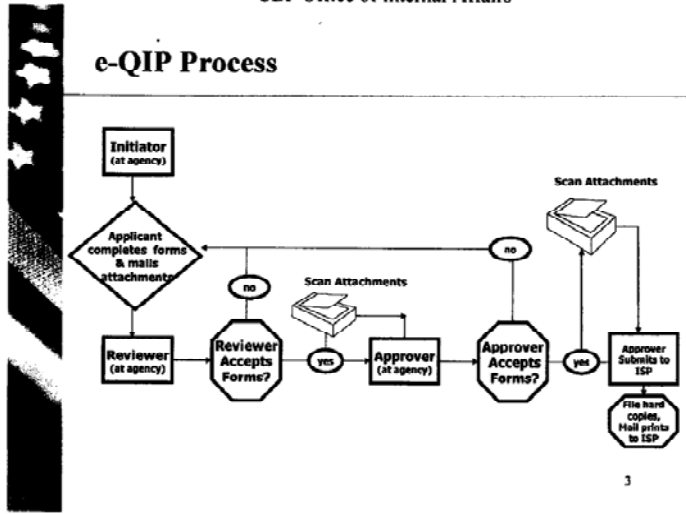 e-QIP Process
Initiator
(at agency)
Scan Attachments
Applicant
completes forms
& mails
attachments
no
no
Scan Attachments
Reviewer
(at agency)
Reviewer
Accepts
Forms?
yes
Approver
(at agency)
Approver
Accepts
Forms?
yes
Approver
Submits to
ISP
File hard
copies,
Mail prints
to ISP
3